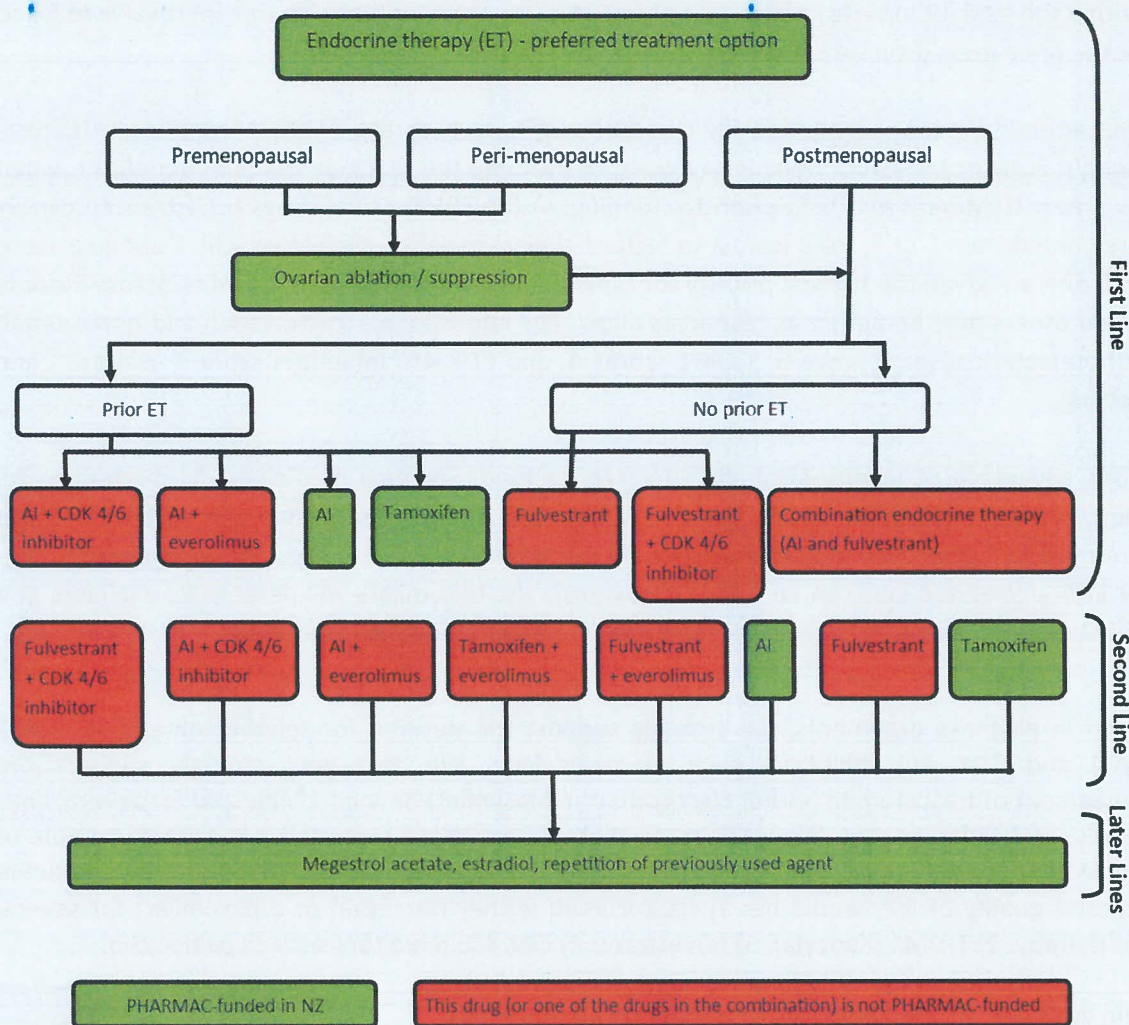 Endocrine therapy (ET) - preferred treatment option
Premenopausal
Peri-menopausal
Postmenopausal
Ovarian ablation / suppression
First Line
Prior ET
No prior ET
AI + CDK 4/6
inhibitor
AI +
everolimus
AI
Tamoxifen
Fulvestrant
Fulvestrant
+ CDK 4/6
inhibitor
Combination endocrine therapy
(AI and fulvestrant)
Second Line
Fulvestrant
+ CDK 4/6
inhibitor
AI + CDK 4/6
inhibitor
AI +
everolimus
Tamoxifen +
everolimus
Fulvestrant
+ everolimus
AI
Fulvestrant
Tamoxifen
Later Lines
Megestrol acetate, estradiol, repetition of previously used agent
PHARMAC-funded in NZ
This drug (or one of the drugs in the combination) is not PHARMAC-funded